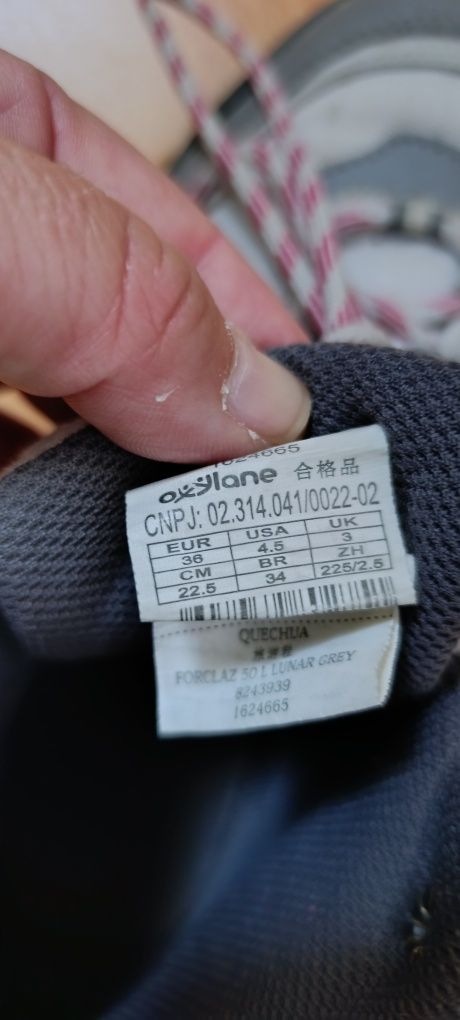 1624665
oxylane 合格品
CNPJ: 02.314.041/0022-02
EUR USA UK
36 4.5 3
CM BR ZH
22.5 34 225/2.5
QUECHUA
FORCLAZ 50 L LUNAR GREY
8243939
1624665